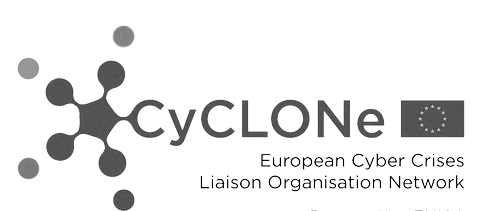 CyCLONe
European Cyber Crises
Liaison Organisation Network